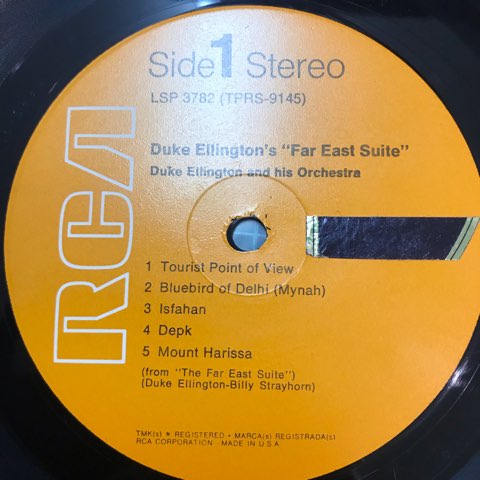 Side 1 Stereo
LSP 3782 (TPRS-9145)
Duke Ellington's "Far East Suite"
Duke Ellington and his Orchestra
RCA
1 Tourist Point of View
2 Bluebird of Delhi (Mynah)
3 Isfahan
4 Depk
5 Mount Harissa
(from "The Far East Suite")
(Duke Ellington-Billy Strayhorn)
TMK(s) ® REGISTERED • MARCA(s) REGISTRADA(s)
RCA CORPORATION - MADE IN U.S.A.